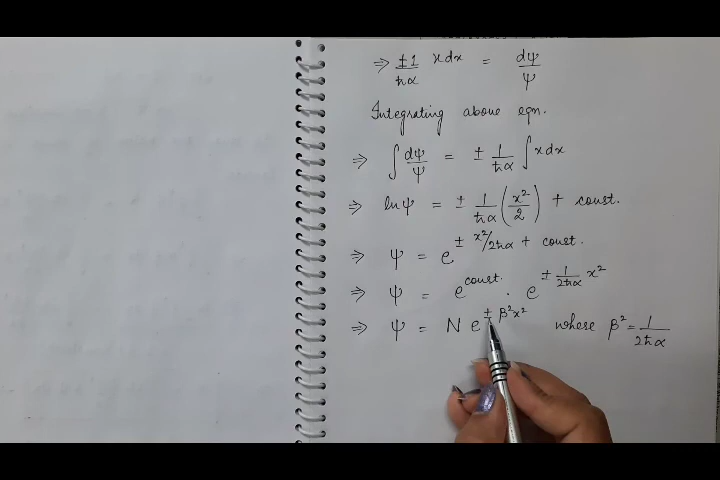 ⇒ ±1/ħα x dx = dψ/ψ
Integrating above eqn.
⇒ ∫ dψ/ψ = ± 1/ħα ∫ x dx
⇒ ln ψ = ± 1/ħα (x²/2) + const.
⇒ ψ = e^(± x²/2ħα + const.)
⇒ ψ = e^(const.) · e^(± 1/2ħα x²)
⇒ ψ = N e^(± β²x²) where β² = 1/2ħα